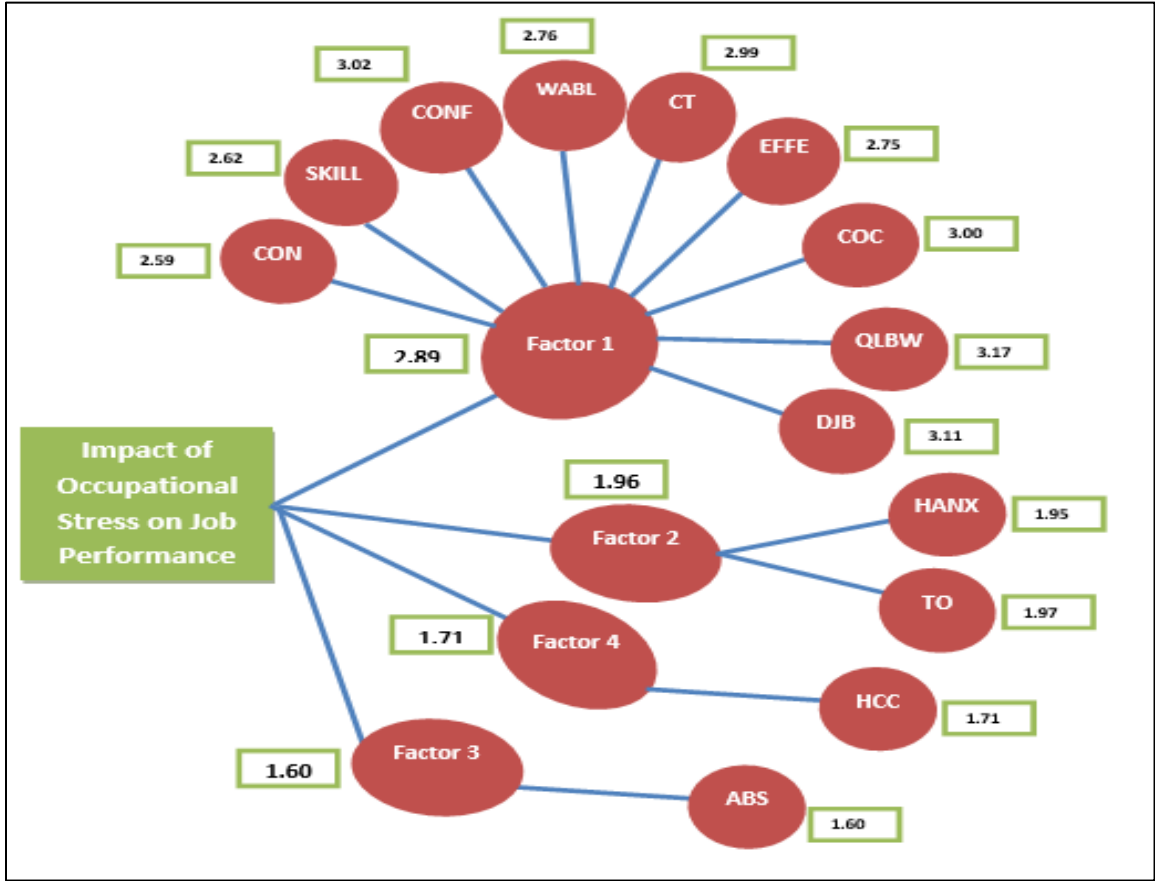 2.76
2.99
3.02
WABL
CT
CONF
EFFE
2.75
2.62
SKILL
COC
3.00
CON
2.59
Factor 1
QLBW
3.17
2.89
DJB
3.11
Impact of
Occupational
Stress on Job
Performance
1.96
HANX
1.95
Factor 2
TO
1.97
1.71
Factor 4
HCC
1.71
Factor 3
1.60
ABS
1.60